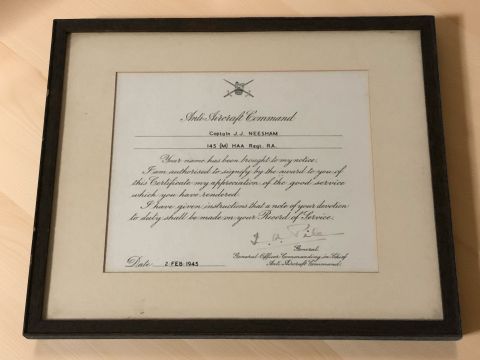 Anti-Aircraft Command
Captain J.J. NEESHAM
145 (M) HAA Regt. RA.
Your name has been brought to my notice.
I am authorised to signify by the award to you of
this Certificate my appreciation of the good service
which you have rendered.
I have given instructions that a note of your devotion
to duty shall be made on your Record of Service.
General
General Officer Commanding-in-Chief
Anti Aircraft Command.
Date 2 FEB 1945